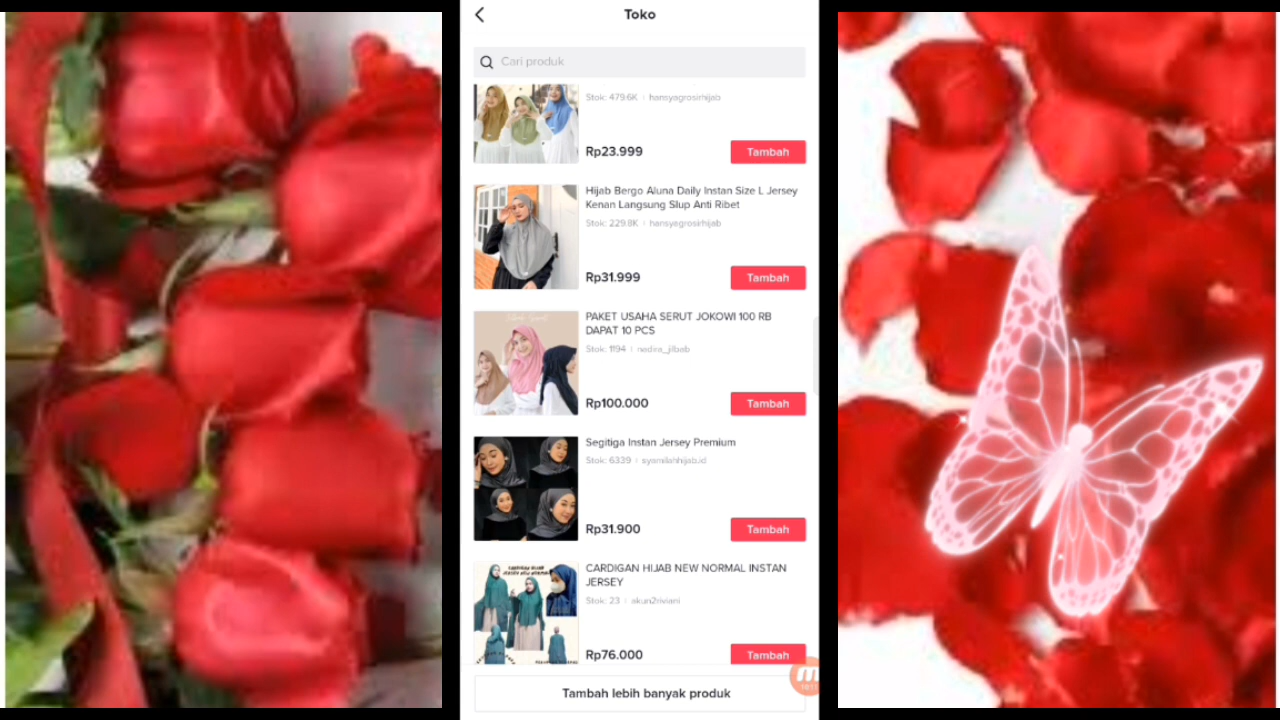 Toko
Cari produk
Stok: 479.6K | hansyagrosirhijab
Rp23.999
Tambah
Hijab Bergo Aluna Daily Instan Size L Jersey
Kenan Langsung Slup Anti Ribet
Stok: 229.8K | hansyagrosirhijab
Rp31.999
Tambah
PAKET USAHA SERUT JOKOWI 100 RB
DAPAT 10 PCS
Stok: 1194 | nadira_jilbab
Rp100.000
Tambah
Segitiga Instan Jersey Premium
Stok: 6339 | syamilahhijab.id
Rp31.900
Tambah
CARDIGAN HIJAB
CARDIGAN HIJAB NEW NORMAL INSTAN
JERSEY
Stok: 23 | akun2riviani
Rp76.000
Tambah
Tambah lebih banyak produk